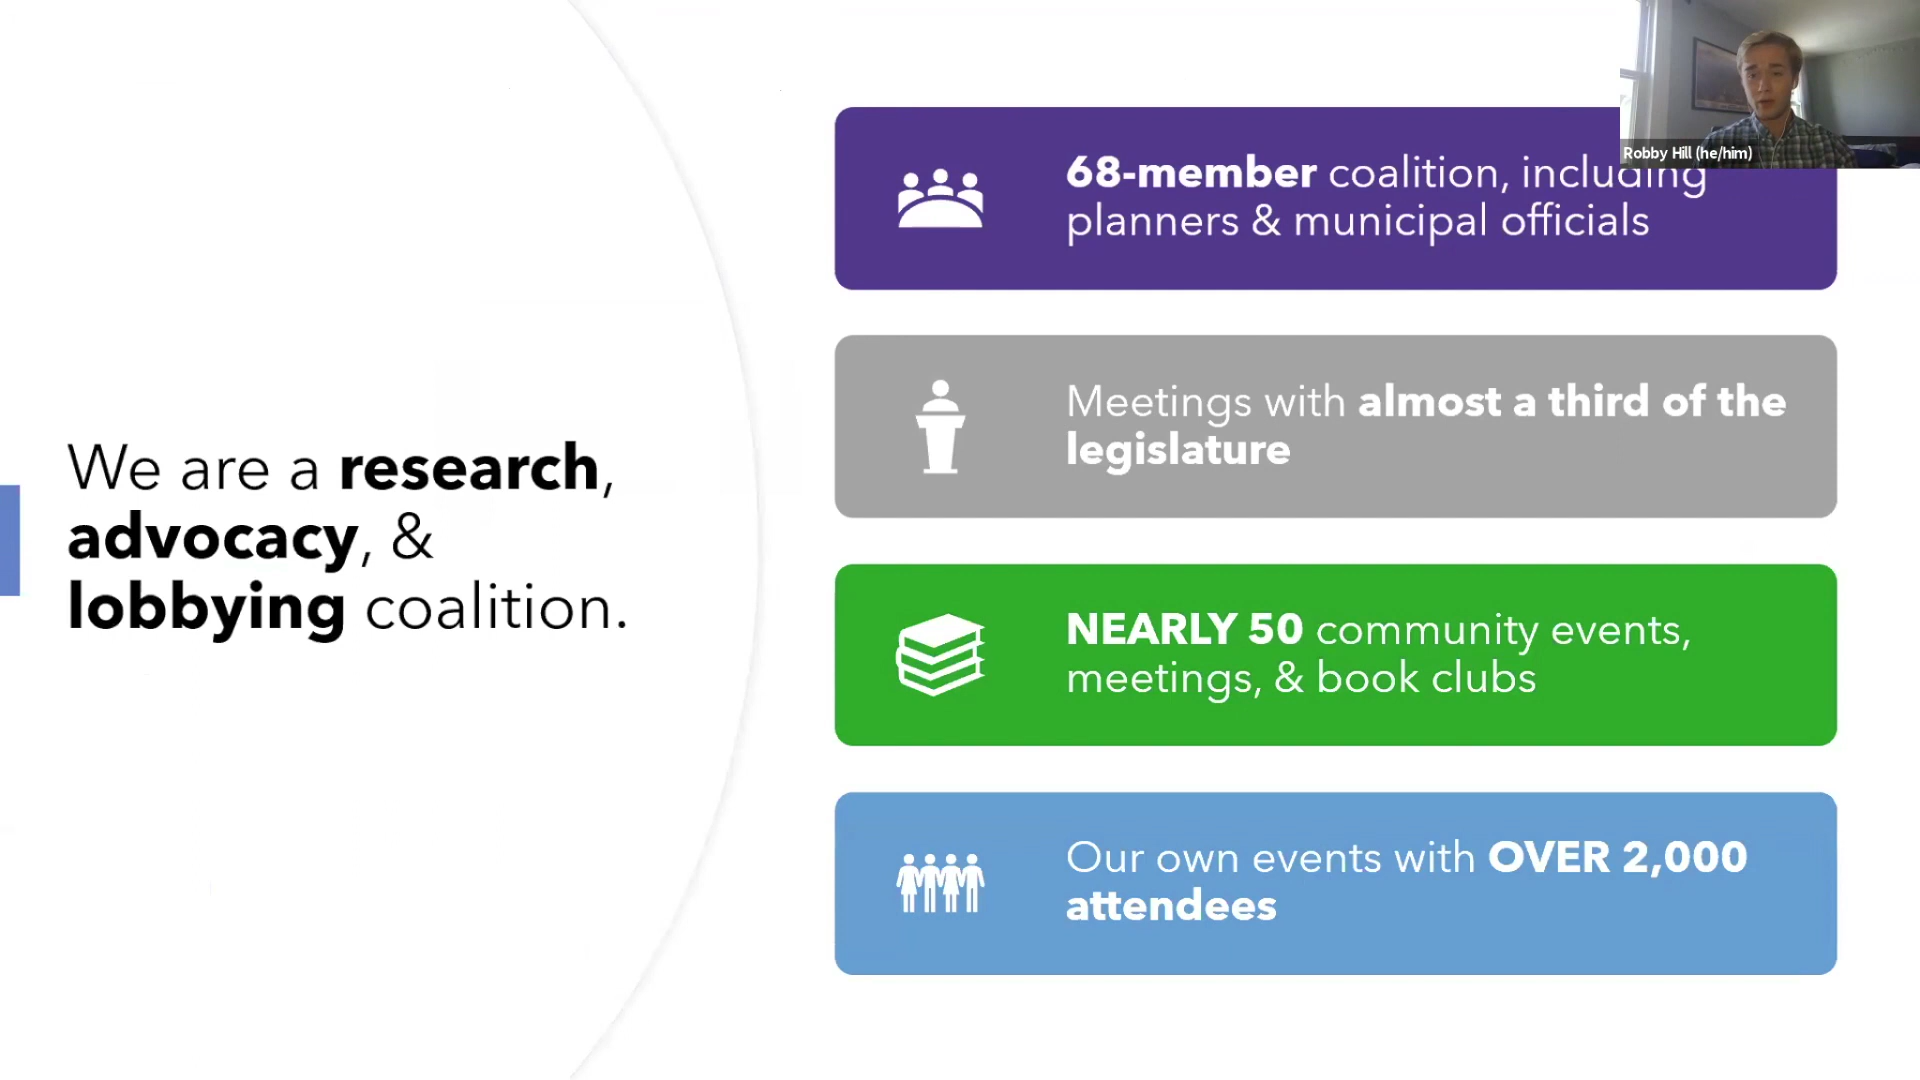 We are a research,
advocacy, &
lobbying coalition.
68-member coalition, including
planners & municipal officials
Meetings with almost a third of the
legislature
NEARLY 50 community events,
meetings, & book clubs
Our own events with OVER 2,000
attendees
Robby Hill (he/him)